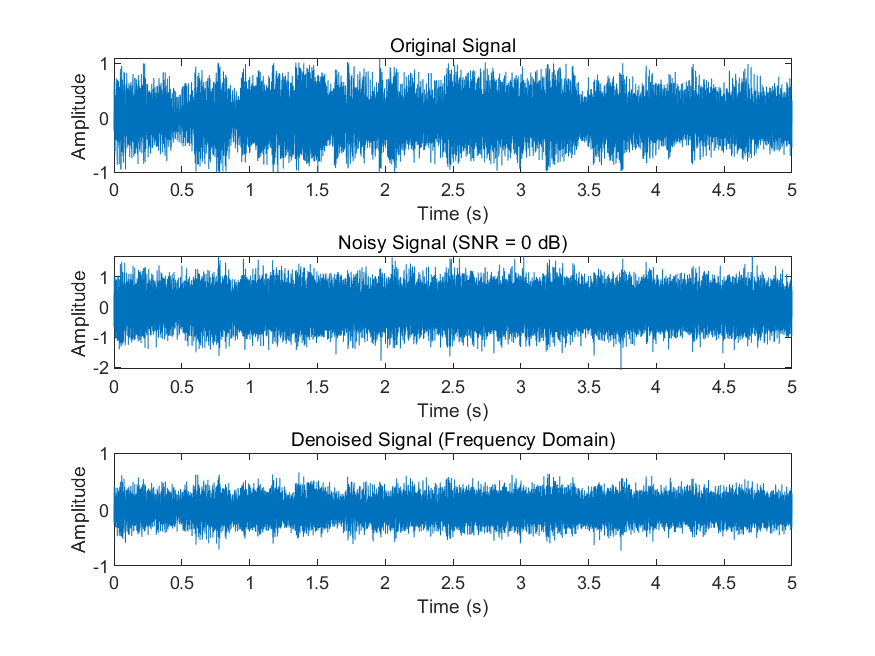 Original Signal
Amplitude
1
0
-1
0 0.5 1 1.5 2 2.5 3 3.5 4 4.5 5
Time (s)
Noisy Signal (SNR = 0 dB)
Amplitude
1
0
-1
-2
0 0.5 1 1.5 2 2.5 3 3.5 4 4.5 5
Time (s)
Denoised Signal (Frequency Domain)
Amplitude
1
0
-1
0 0.5 1 1.5 2 2.5 3 3.5 4 4.5 5
Time (s)